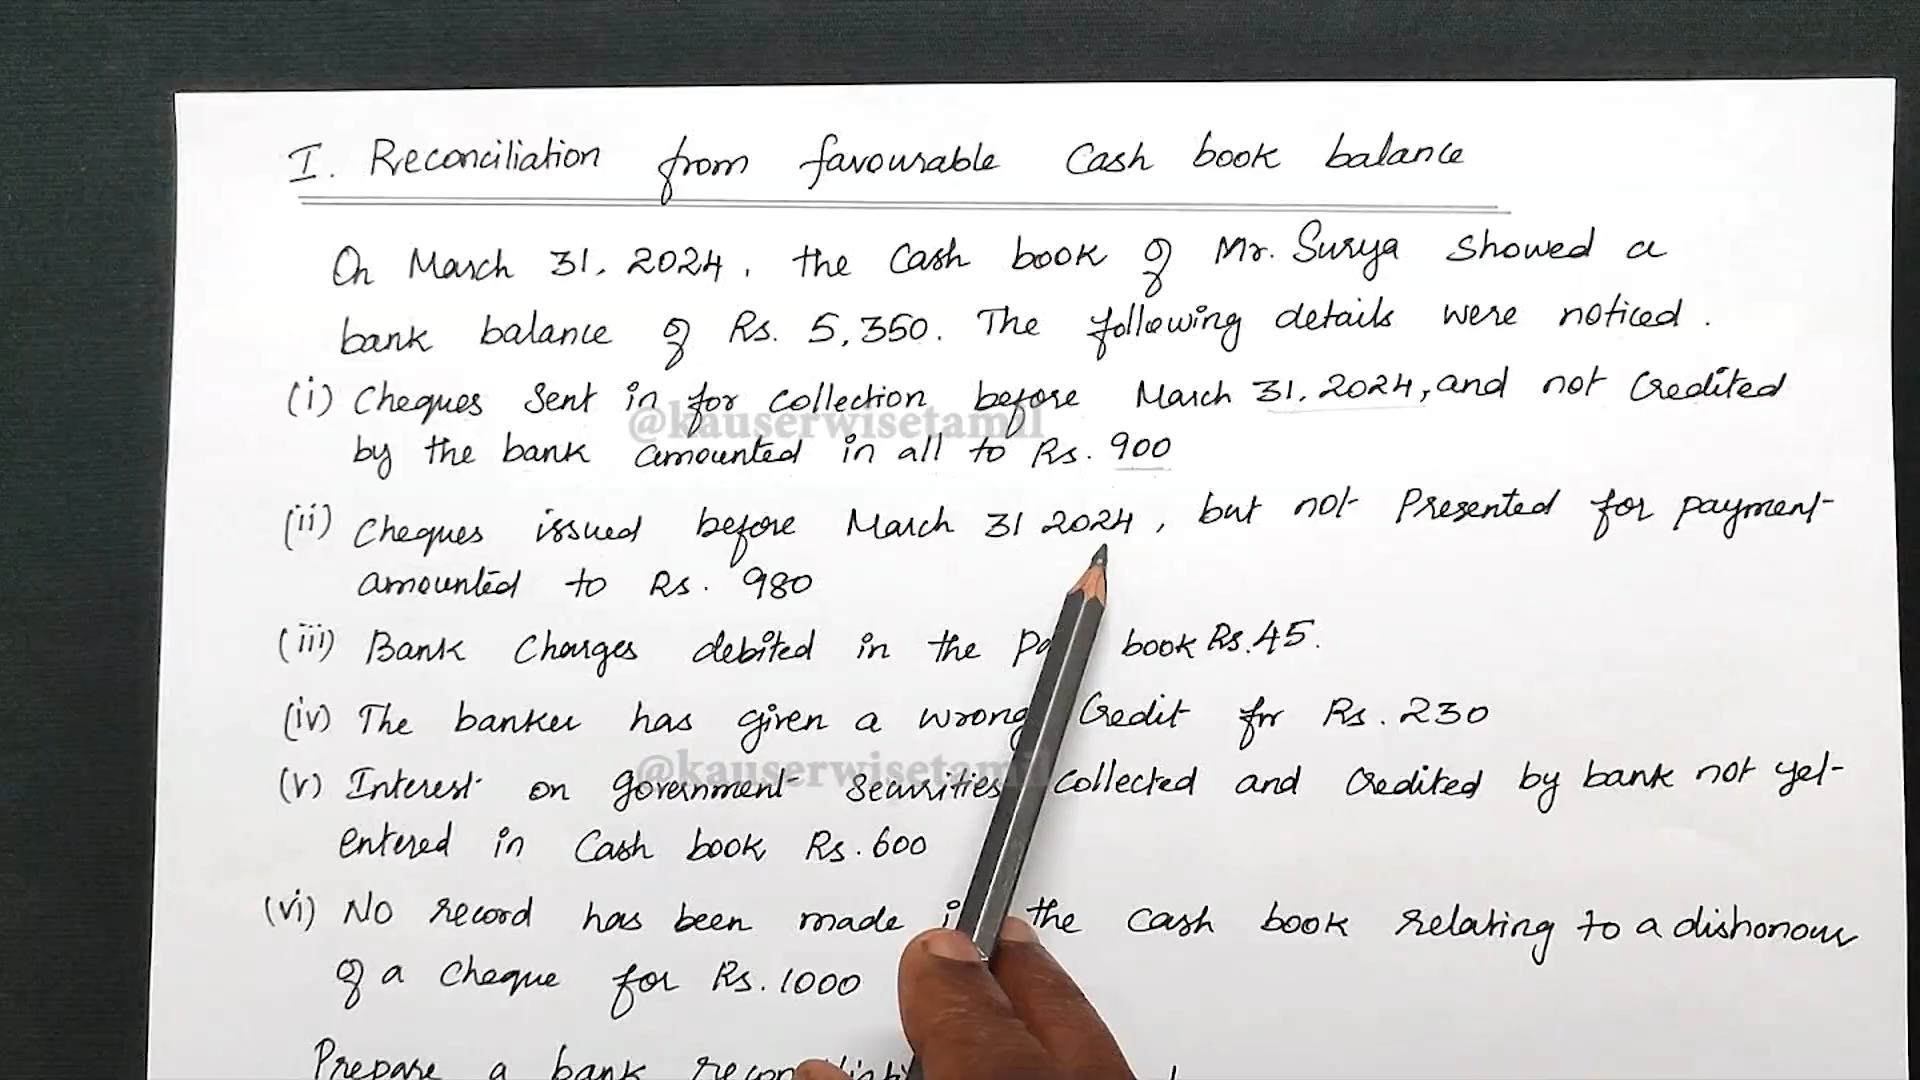 I. Reconciliation from favourable Cash book balance
On March 31, 2024, the Cash book of Mr. Surya showed a
bank balance of Rs. 5,350. The following details were noticed.
(i) Cheques Sent in for collection before March 31, 2024, and not Credited
@kauserwisetamil
by the bank amounted in all to Rs. 900
(ii) Cheques issued before March 31 2024, but not Presented for payment
amounted to Rs. 980
(iii) Bank Charges debited in the book Rs. 45.
(iv) The banker has given a wrong Credit for Rs. 230
@kauserwisetamil
(v) Interest on government Securities Collected and Credited by bank not yet
entered in Cash book Rs. 600
(vi) No record has been made the cash book relating to a dishonour
of a Cheque for Rs. 1000
Prepare a bank